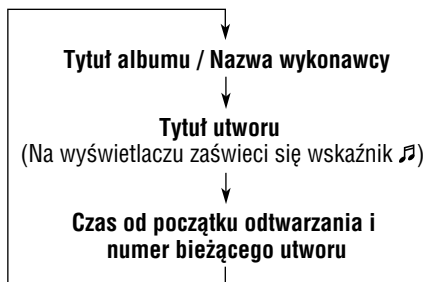 Tytuł albumu / Nazwa wykonawcy
Tytuł utworu
(Na wyświetlaczu zaświeci się wskaźnik ♫)
Czas od początku odtwarzania i
numer bieżącego utworu